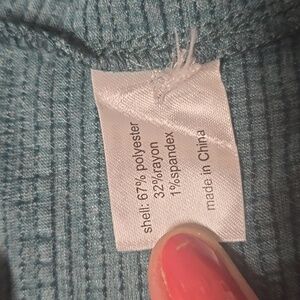 shell: 67% polyester
32%rayon
1%spandex
made in China